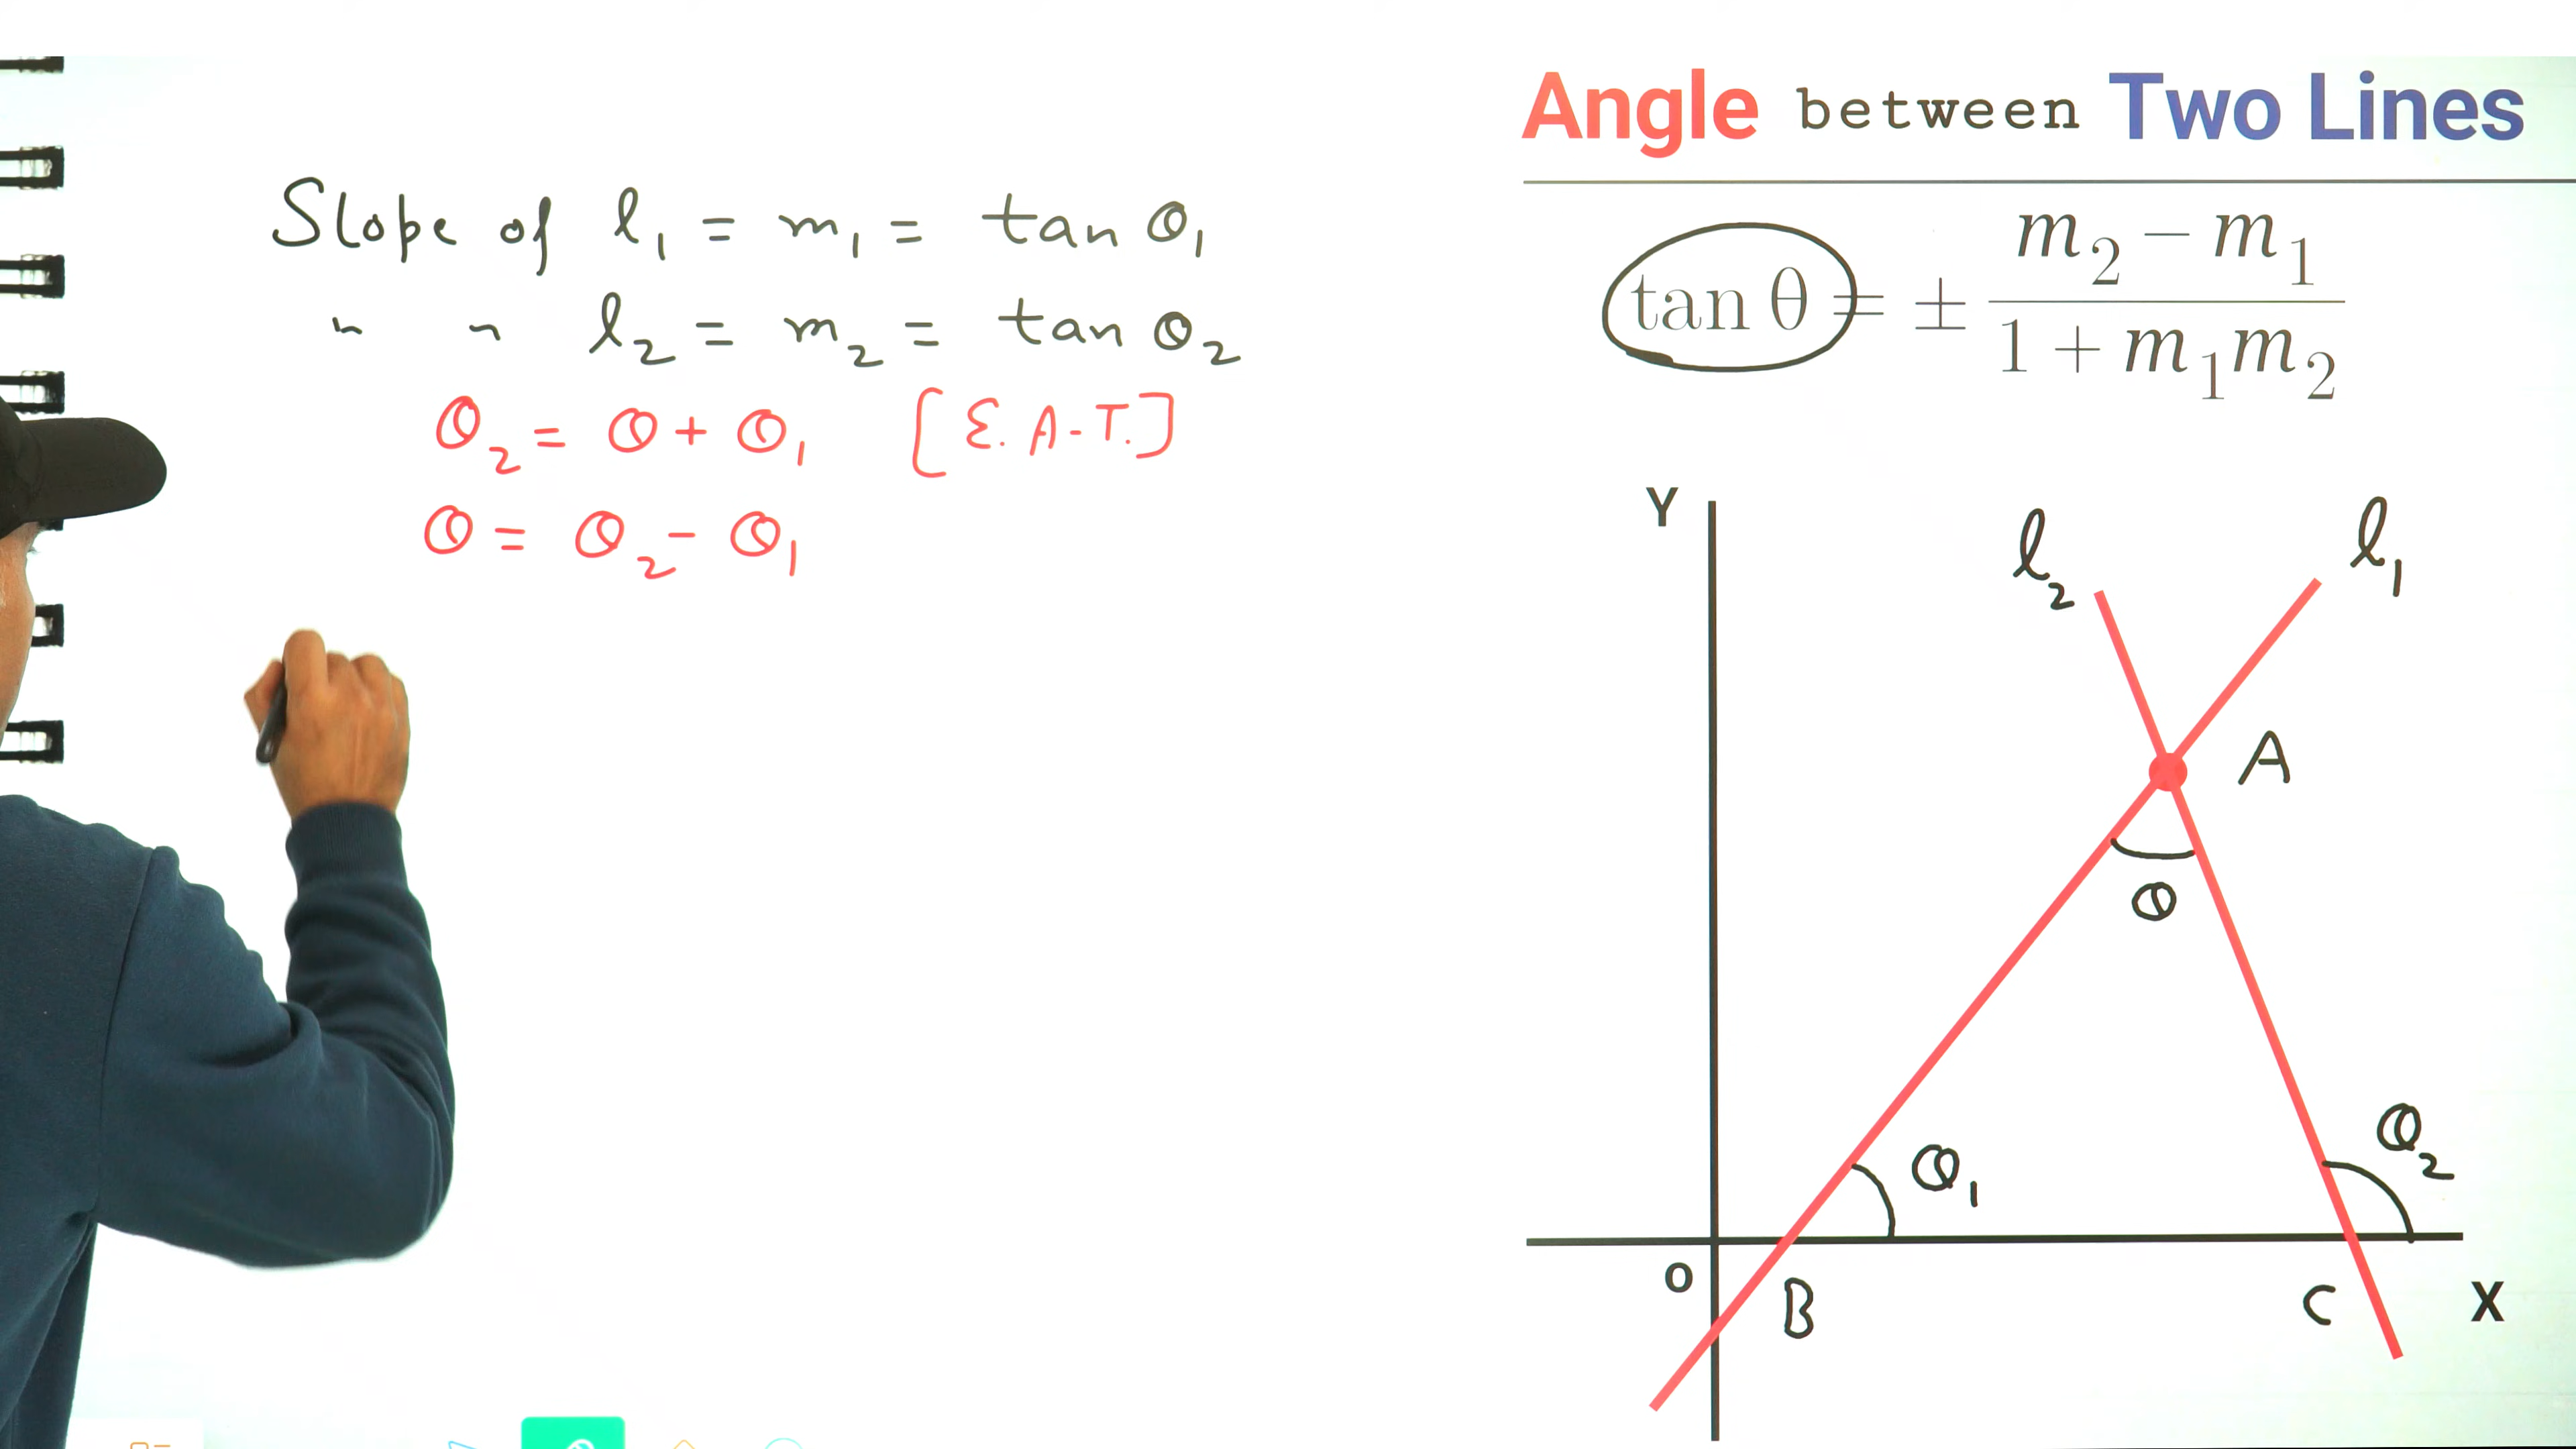 Slope of l₁ = m₁ = tan θ₁
" " l₂ = m₂ = tan θ₂
θ₂ = θ + θ₁ [E.A.T.]
θ = θ₂ - θ₁
Angle between Two Lines
tan θ = ± (m₂ − m₁)/(1 + m₁m₂)
Y
l₂
l₁
A
θ
θ₁
θ₂
O
B
C
X